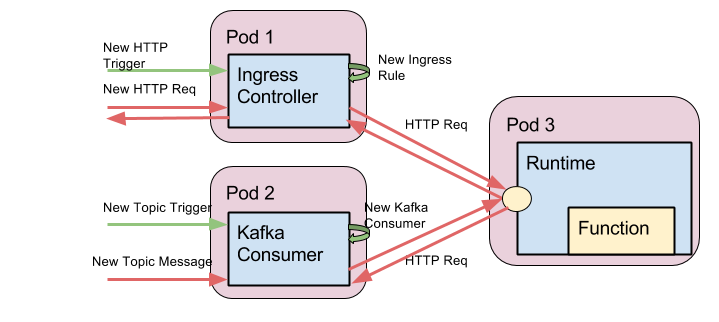 Pod 1
New HTTP
Trigger
New HTTP Req
Ingress
Controller
New Ingress
Rule
HTTP Req
Pod 2
New Topic Trigger
New Topic Message
Kafka
Consumer
New Kafka
Consumer
HTTP Req
Pod 3
Runtime
Function